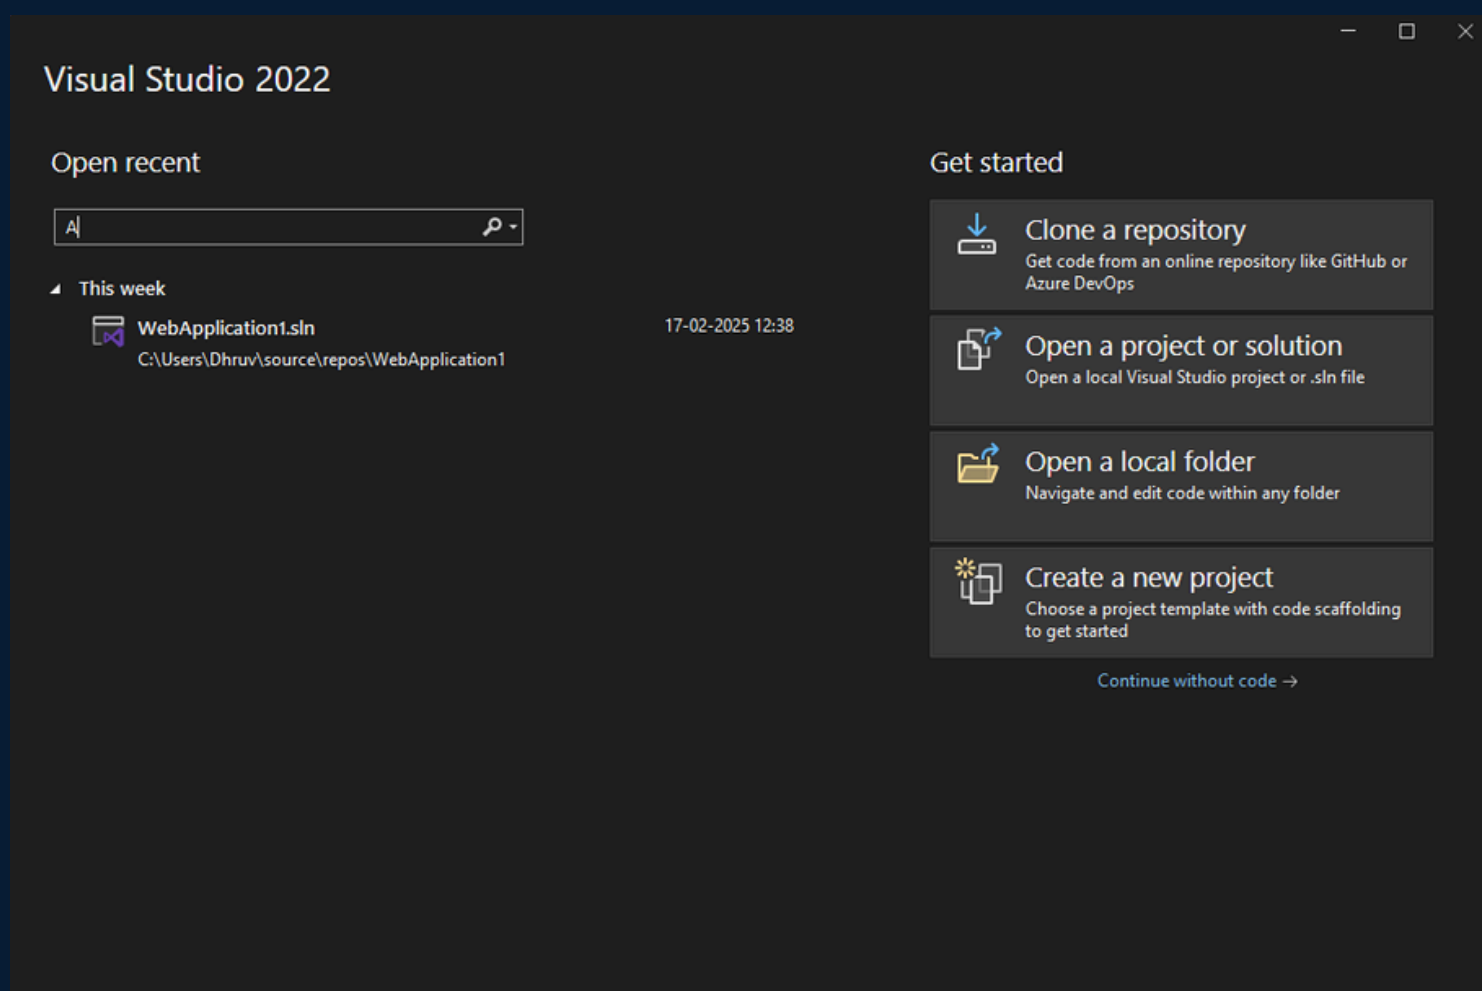 Visual Studio 2022
Open recent
A
This week
WebApplication1.sln
17-02-2025 12:38
C:\Users\Dhruv\source\repos\WebApplication1
Get started
Clone a repository
Get code from an online repository like GitHub or
Azure DevOps
Open a project or solution
Open a local Visual Studio project or .sln file
Open a local folder
Navigate and edit code within any folder
Create a new project
Choose a project template with code scaffolding
to get started
Continue without code →